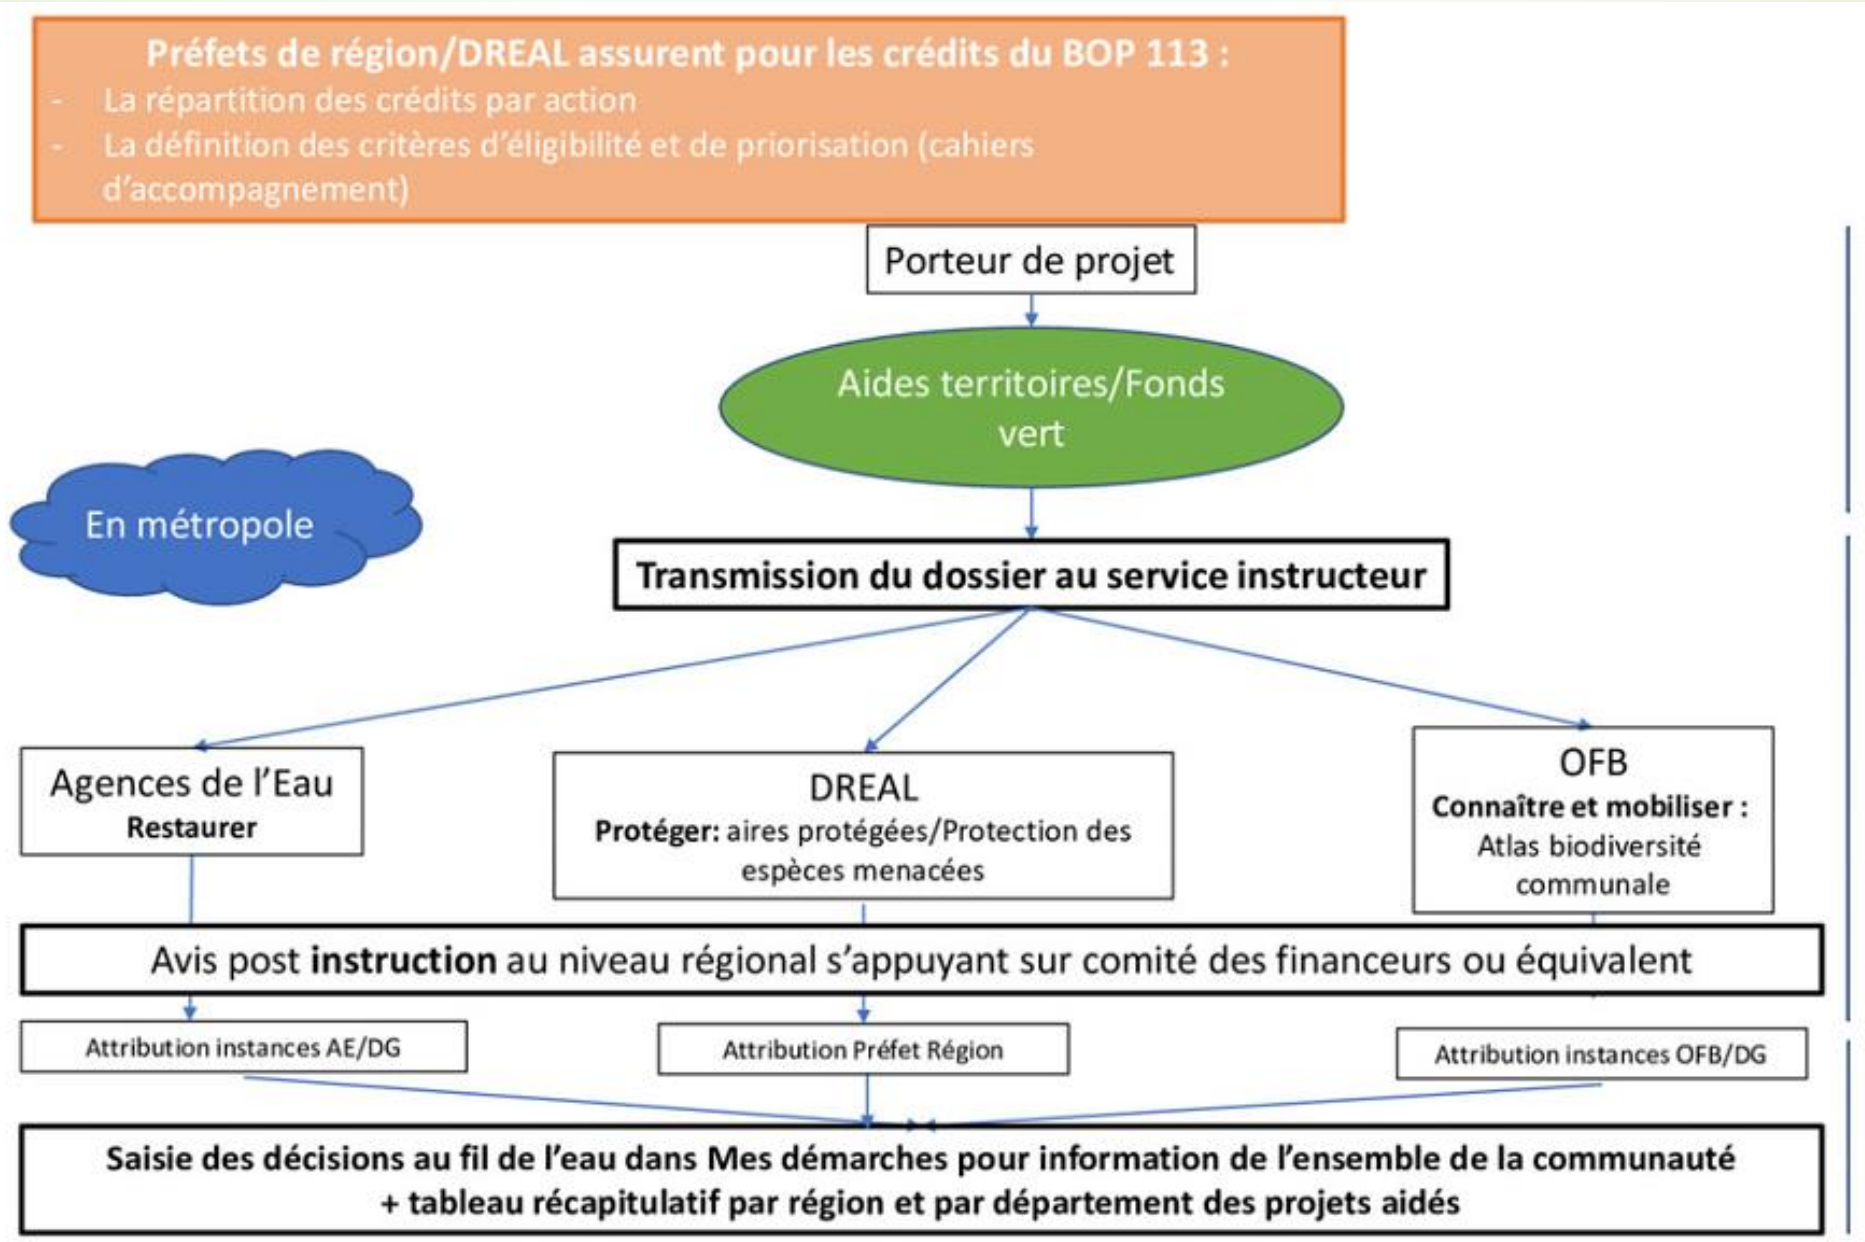 Préfets de région/DREAL assurent pour les crédits du BOP 113 :
- La répartition des crédits par action
- La définition des critères d'éligibilité et de priorisation (cahiers
d'accompagnement)
Porteur de projet
Aides territoires/Fonds
vert
En métropole
Transmission du dossier au service instructeur
Agences de l'Eau
Restaurer
DREAL
Protéger: aires protégées/Protection des
espèces menacées
OFB
Connaître et mobiliser :
Atlas biodiversité
communale
Avis post instruction au niveau régional s'appuyant sur comité des financeurs ou équivalent
Attribution instances AE/DG
Attribution Préfet Région
Attribution instances OFB/DG
Saisie des décisions au fil de l'eau dans Mes démarches pour information de l'ensemble de la communauté
+ tableau récapitulatif par région et par département des projets aidés